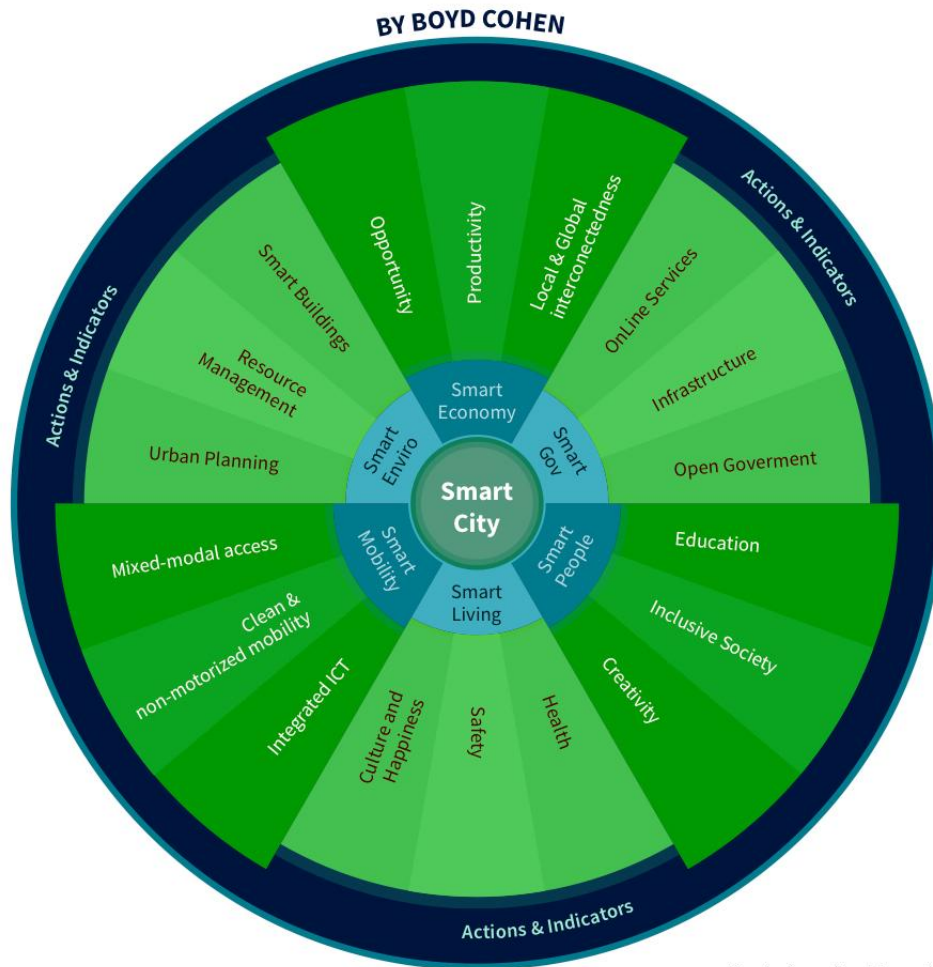 BY BOYD COHEN
Actions & Indicators
Actions & Indicators
Actions & Indicators
Opportunity
Productivity
Local & Global
interconectedness
OnLine Services
Infrastructure
Open Goverment
Education
Inclusive Society
Creativity
Health
Safety
Culture and
Happiness
Integrated ICT
Clean &
non-motorized mobility
Mixed-modal access
Urban Planning
Resource
Management
Smart Buildings
Smart
Economy
Smart
Gov
Smart
People
Smart
Living
Smart
Mobility
Smart
Enviro
Smart
City